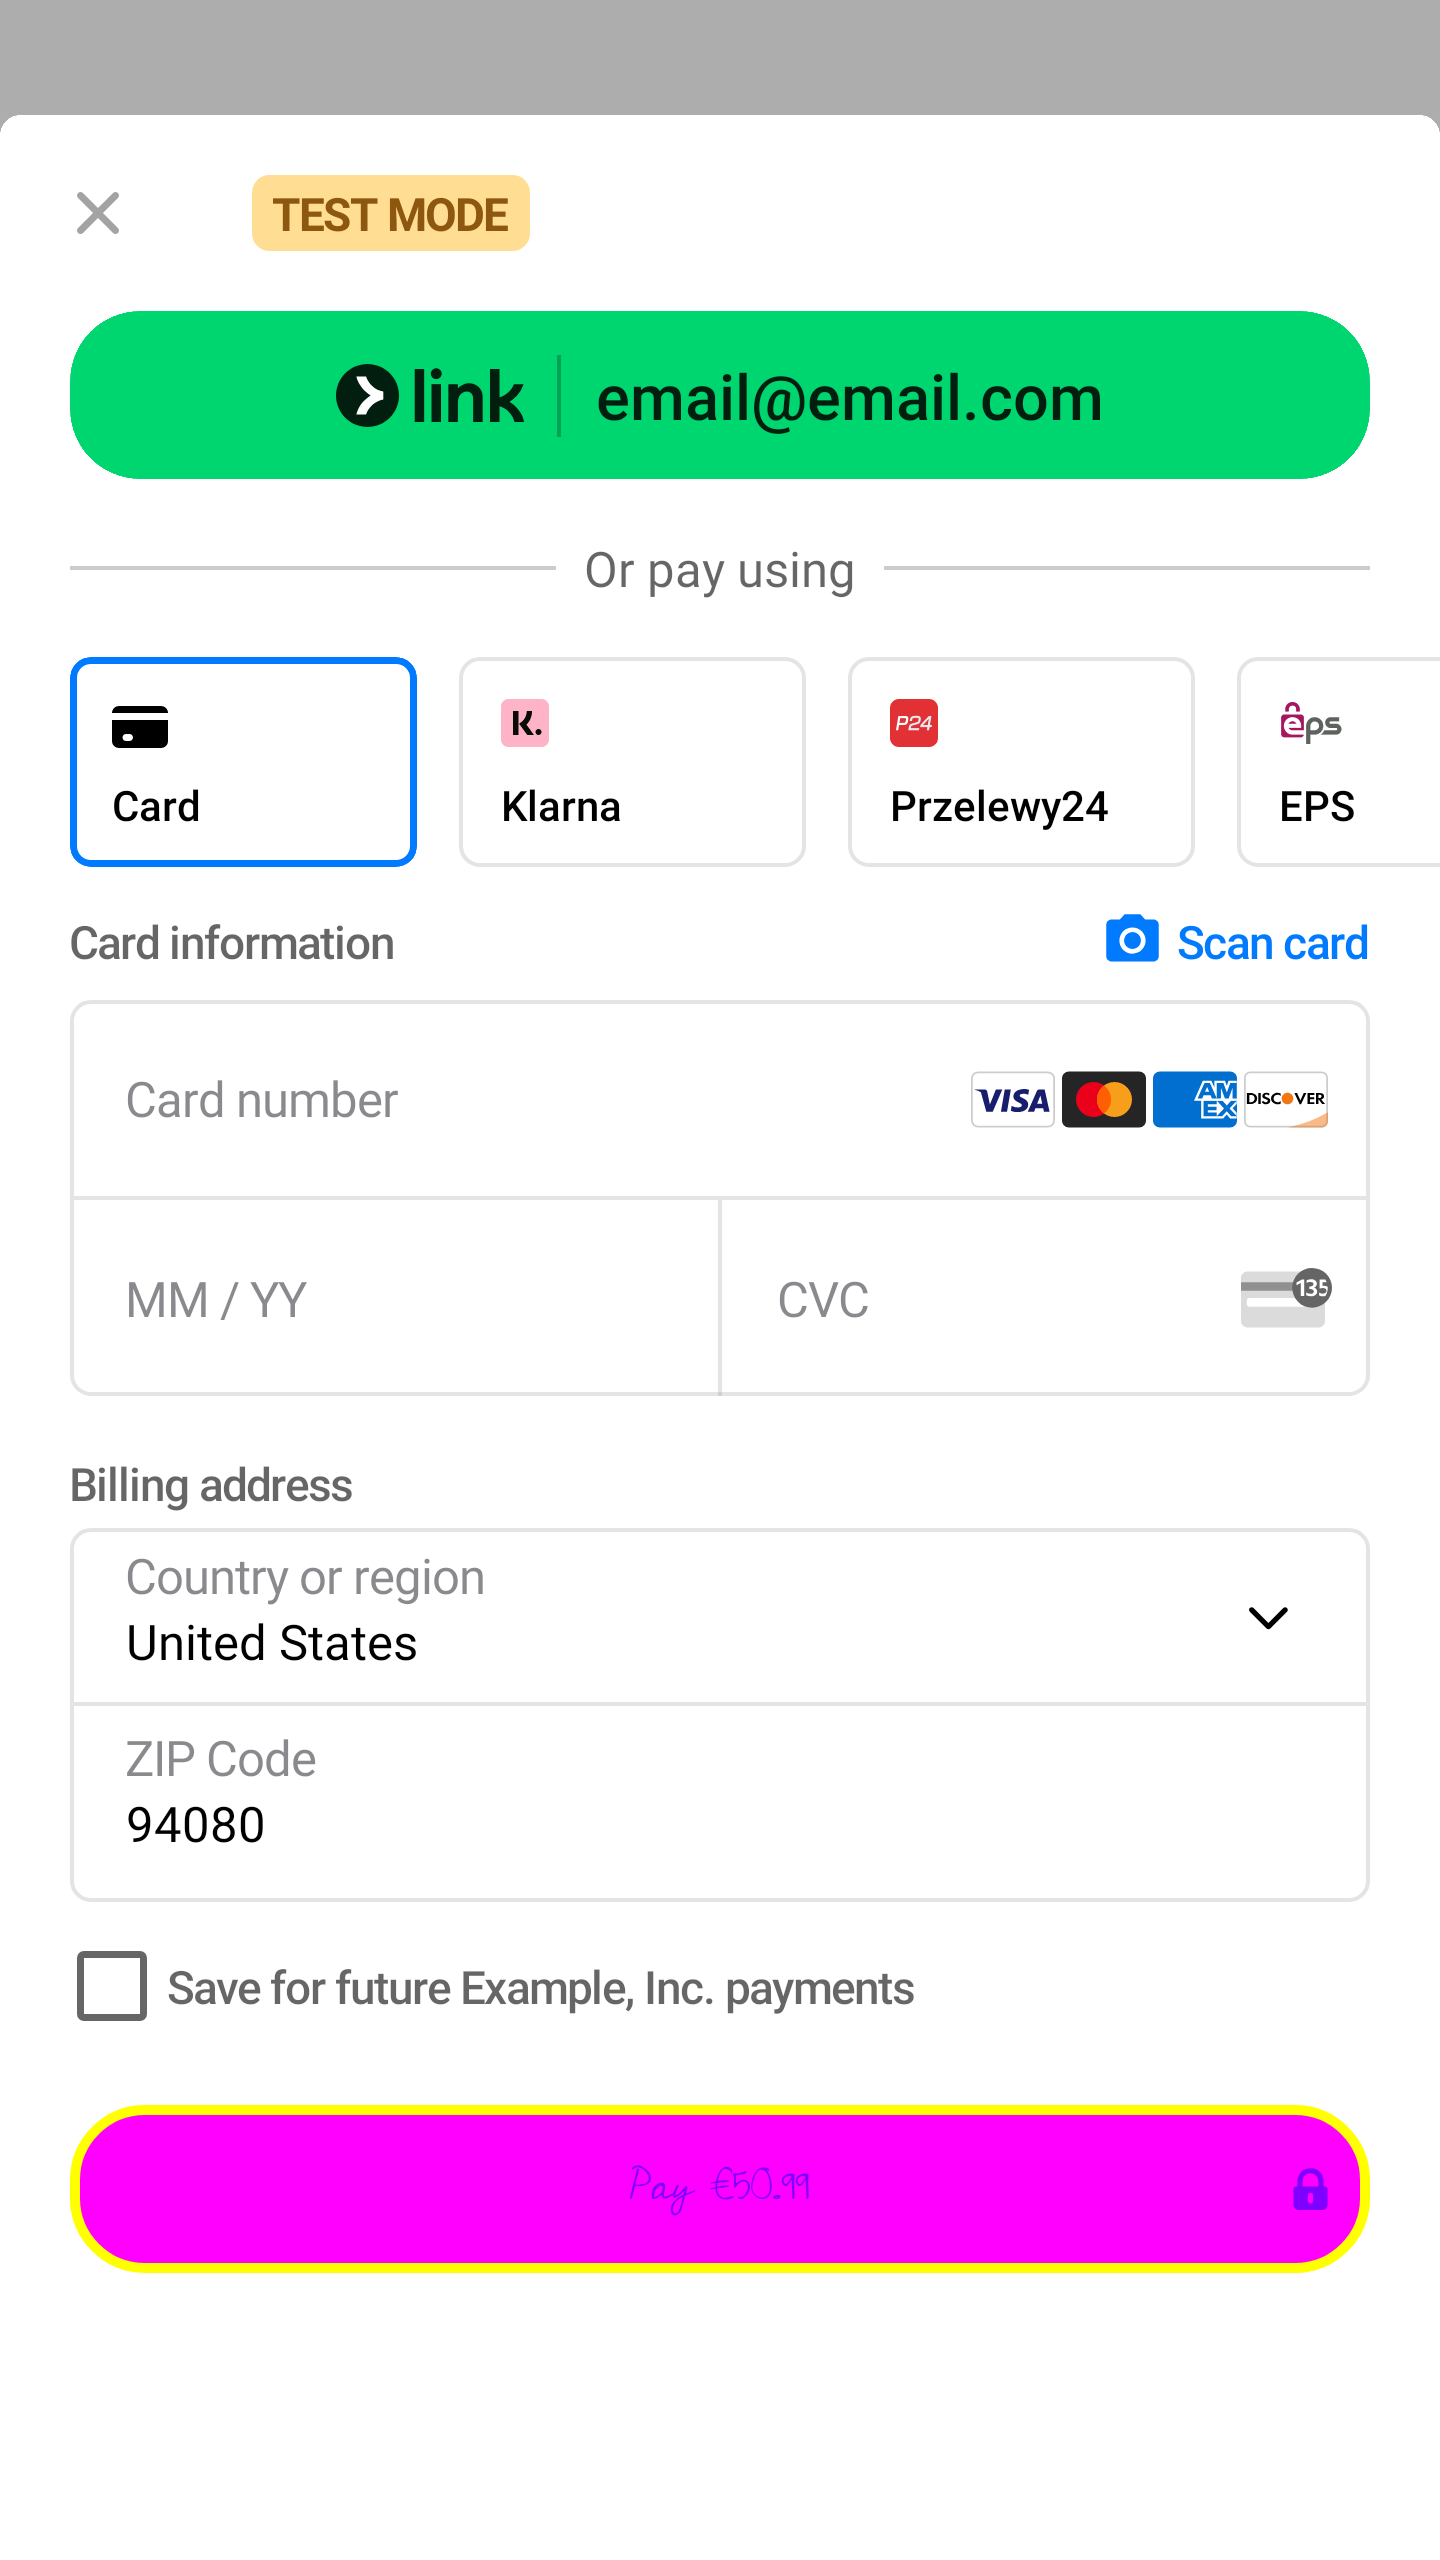 TEST MODE
link email@email.com
Or pay using
K. P24 eps
Card Klarna Przelewy24 EPS
Card information Scan card
Card number VISA AMEX DISCOVER
MM / YY CVC 135
Billing address
Country or region
United States
ZIP Code
94080
Save for future Example, Inc. payments
Pay €50.99